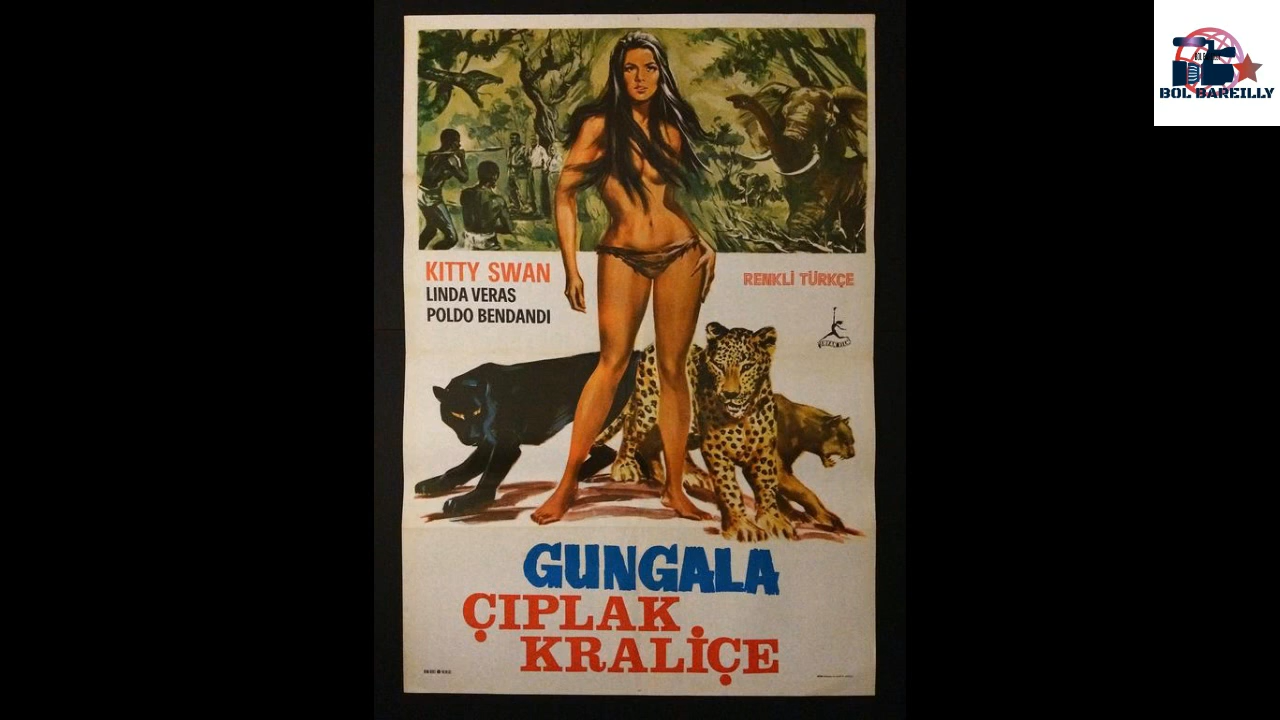 BOL BAREILLY
KITTY SWAN
LINDA VERAS
POLDO BENDANDI
RENKLİ TÜRKÇE
GUNGALA
ÇIPLAK
KRALİÇE